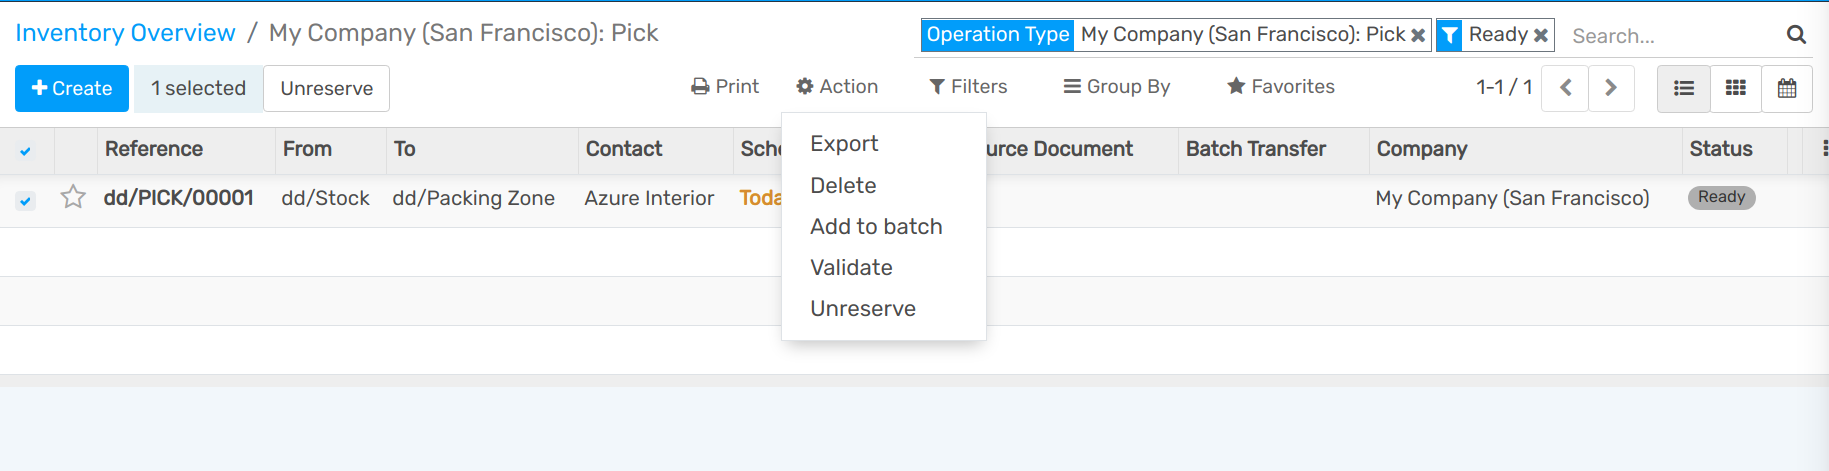 Inventory Overview / My Company (San Francisco): Pick
Operation Type My Company (San Francisco): Pick Ready Search...
Create 1 selected Unreserve Print Action Filters Group By Favorites 1-1 / 1
Reference From To Contact Sche urce Document Batch Transfer Company Status
dd/PICK/00001 dd/Stock dd/Packing Zone Azure Interior Toda My Company (San Francisco) Ready
Export
Delete
Add to batch
Validate
Unreserve